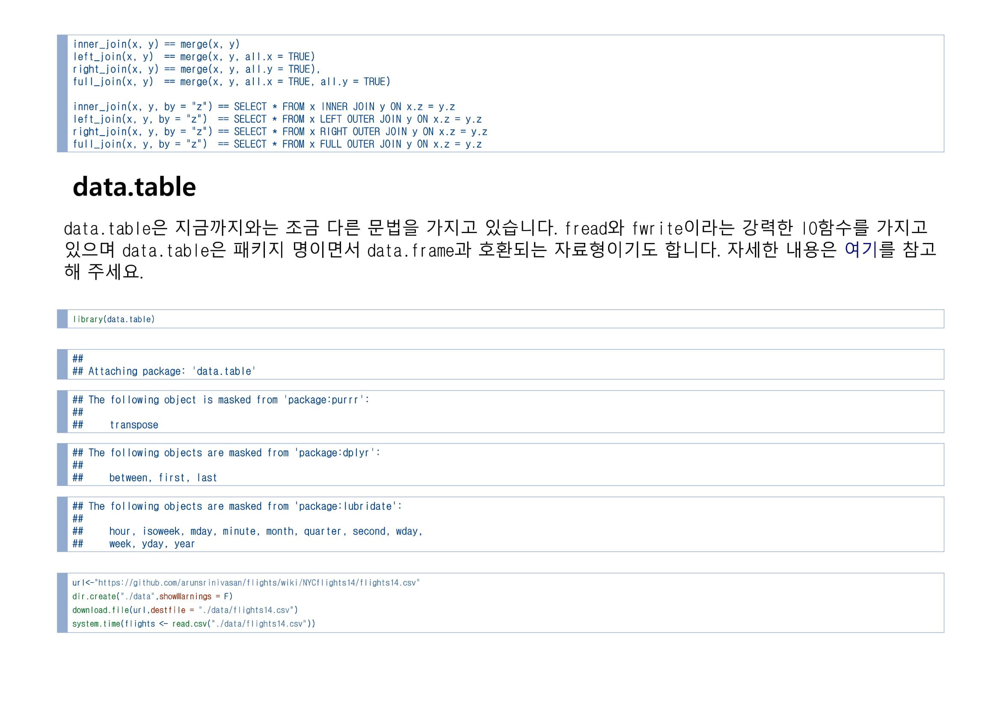 inner_join(x, y) == merge(x, y)
left_join(x, y)  == merge(x, y, all.x = TRUE)
right_join(x, y) == merge(x, y, all.y = TRUE),
full_join(x, y)  == merge(x, y, all.x = TRUE, all.y = TRUE)

inner_join(x, y, by = "z") == SELECT * FROM x INNER JOIN y ON x.z = y.z
left_join(x, y, by = "z")  == SELECT * FROM x LEFT OUTER JOIN y ON x.z = y.z
right_join(x, y, by = "z") == SELECT * FROM x RIGHT OUTER JOIN y ON x.z = y.z
full_join(x, y, by = "z")  == SELECT * FROM x FULL OUTER JOIN y ON x.z = y.z
data.table
data.table은 지금까지와는 조금 다른 문법을 가지고 있습니다. fread와 fwrite이라는 강력한 IO함수를 가지고
있으며 data.table은 패키지 명이면서 data.frame과 호환되는 자료형이기도 합니다. 자세한 내용은 여기를 참고
해 주세요.
library(data.table)
##
## Attaching package: 'data.table'
## The following object is masked from 'package:purrr':
##
##     transpose
## The following objects are masked from 'package:dplyr':
##
##     between, first, last
## The following objects are masked from 'package:lubridate':
##
##     hour, isoweek, mday, minute, month, quarter, second, wday,
##     week, yday, year
url<-"https://github.com/arunsrinivasan/flights/wiki/NYCflights14/flights14.csv"
dir.create("./data",showWarnings = F)
download.file(url,destfile = "./data/flights14.csv")
system.time(flights <- read.csv("./data/flights14.csv"))